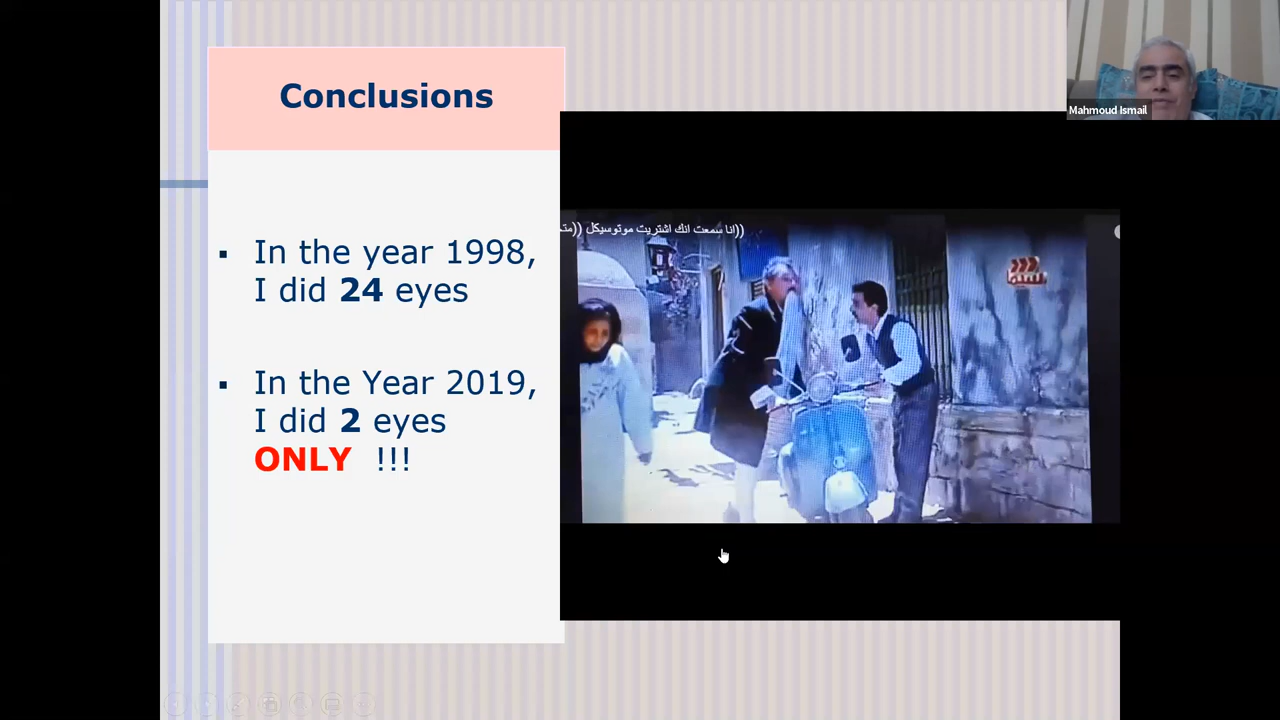 Conclusions
▪ In the year 1998,
I did 24 eyes
▪ In the Year 2019,
I did 2 eyes
ONLY !!!
((انا سمعت انك اشتريت موتوسيكل ((
Mahmoud Ismail